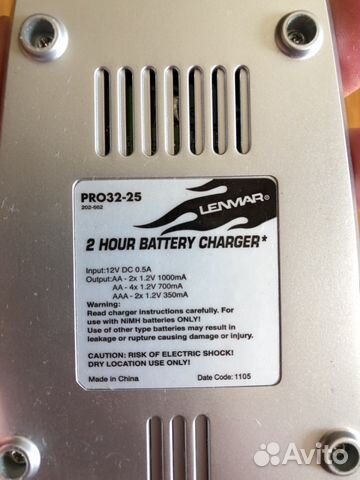 PRO32-25
202-662
LENMAR®
2 HOUR BATTERY CHARGER*
Input:12V DC 0.5A
Output:AA - 2x 1.2V 1000mA
AA - 4x 1.2V 700mA
AAA - 2x 1.2V 350mA
Warning:
Read charger instructions carefully. For
use with NiMH batteries ONLY!
Use of other type batteries may result in
leakage or rupture causing damage or injury.
CAUTION: RISK OF ELECTRIC SHOCK!
DRY LOCATION USE ONLY!
Made in China
Date Code: 1105
Avito